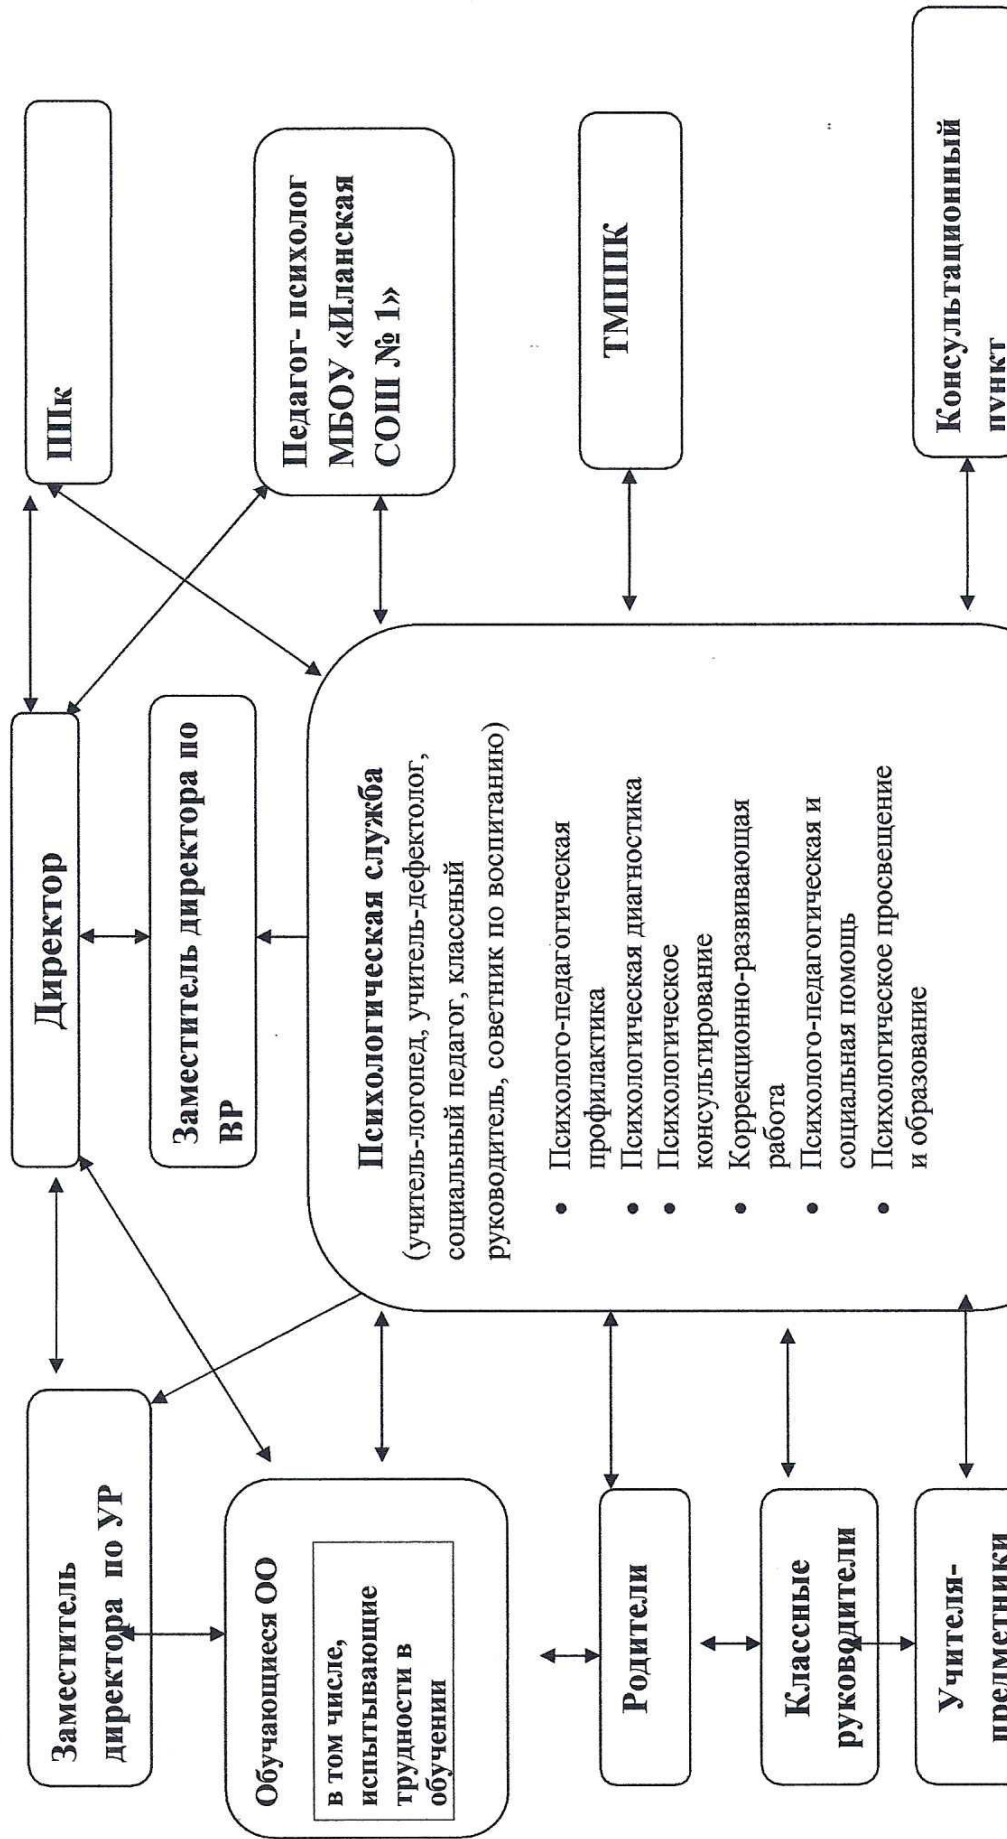 Директор
Заместитель
директора по УР
Заместитель директора по
ВР
ППк
Обучающиеся ОО
в том числе,
испытывающие
трудности в
обучении
Психологическая служба
(учитель-логопед, учитель-дефектолог,
социальный педагог, классный
руководитель, советник по воспитанию)
• Психолого-педагогическая
профилактика
• Психологическая диагностика
• Психологическое
консультирование
• Коррекционно-развивающая
работа
• Психолого-педагогическая и
социальная помощь
• Психологическое просвещение
и образование
Педагог- психолог
МБОУ «Иланская
СОШ № 1»
ТМППК
Консультационный
пункт
Родители
Классные
руководители
Учителя-
предметники